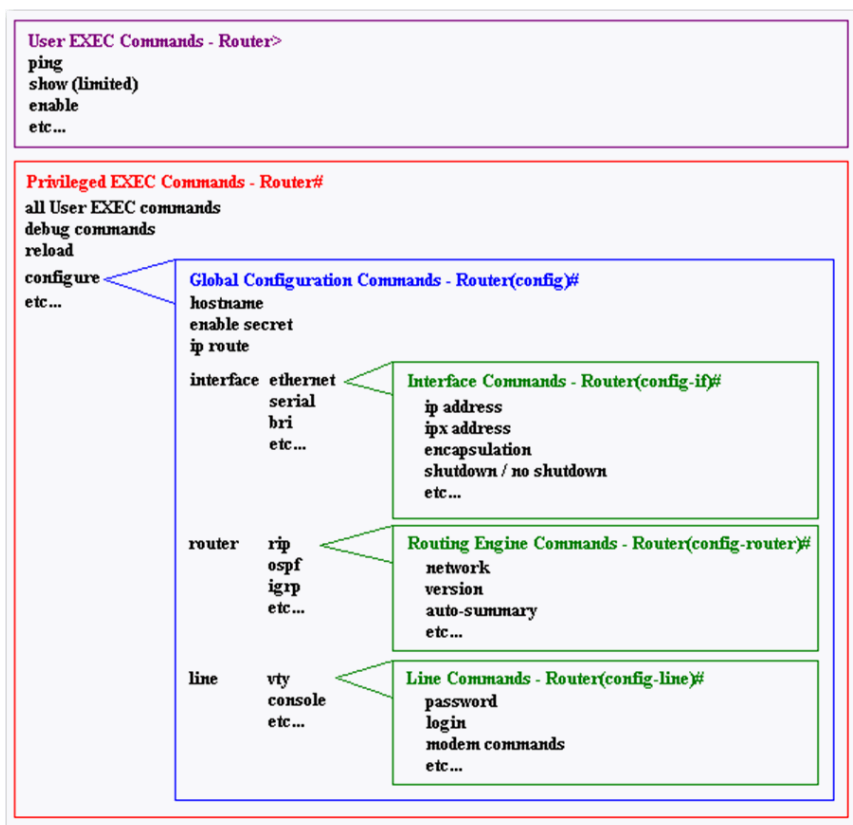 User EXEC Commands - Router>
ping
show (limited)
enable
etc...
Privileged EXEC Commands - Router#
all User EXEC commands
debug commands
reload
configure
etc...
Global Configuration Commands - Router(config)#
hostname
enable secret
ip route
interface ethernet
serial
bri
etc...
Interface Commands - Router(config-if)#
ip address
ipx address
encapsulation
shutdown / no shutdown
etc...
router rip
ospf
igrp
etc...
Routing Engine Commands - Router(config-router)#
network
version
auto-summary
etc...
line vty
console
etc...
Line Commands - Router(config-line)#
password
login
modem commands
etc...